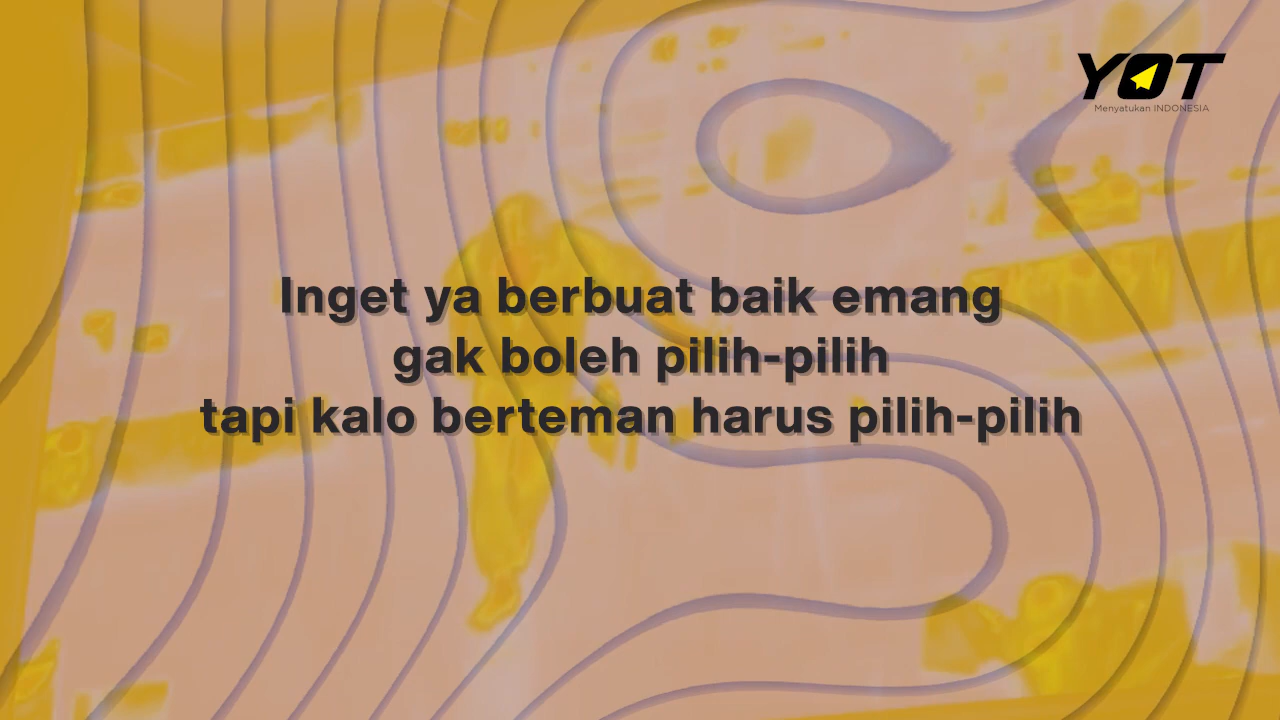 YOT
Menyatukan INDONESIA
Inget ya berbuat baik emang
gak boleh pilih-pilih
tapi kalo berteman harus pilih-pilih